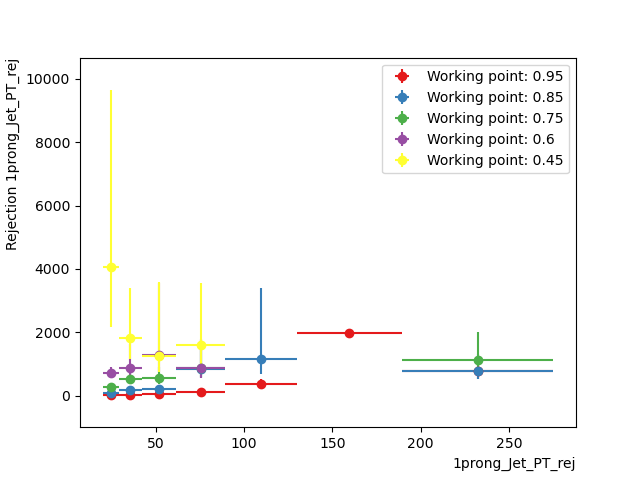 Rejection 1prong_Jet_PT_rej
10000
8000
6000
4000
2000
0
Working point: 0.95
Working point: 0.85
Working point: 0.75
Working point: 0.6
Working point: 0.45
50 100 150 200 250
1prong_Jet_PT_rej